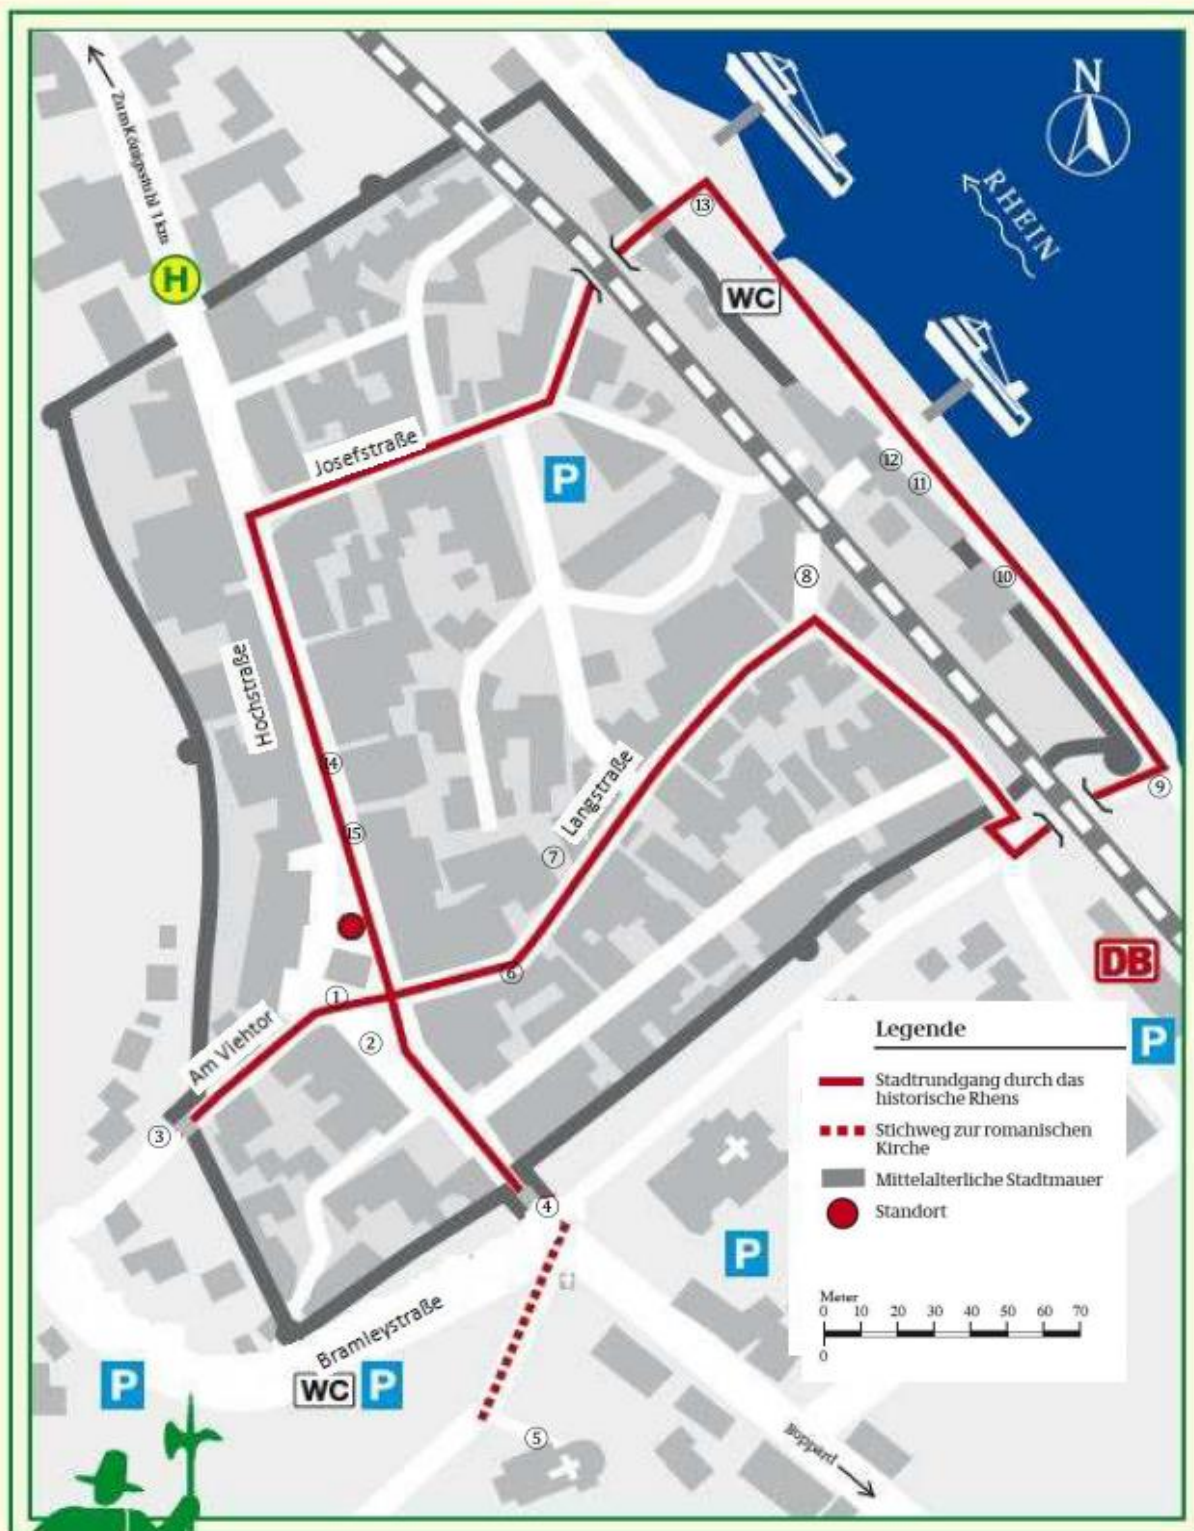 N
RHEIN
Zum Königsstuhl 1 km
H
13
WC
Josefstraße
P
12
11
10
8
Hochstraße
14
15
Langstraße
7
9
6
DB
1
2
Am Viehtor
3
4
P
P
Legende
Stadtrundgang durch das
historische Rhens
Stichweg zur romanischen
Kirche
Mittelalterliche Stadtmauer
Standort
Meter
0 10 20 30 40 50 60 70
0
Bramleystraße
P
WC
P
5
Boppard